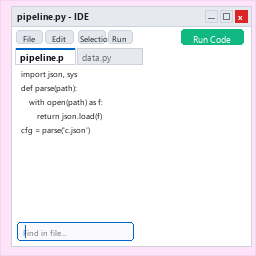 pipeline.py - IDE
File Edit Selectio Run Run Code
pipeline.p data.py
import json, sys
def parse(path):
with open(path) as f:
return json.load(f)
cfg = parse('c.json')
Find in file...